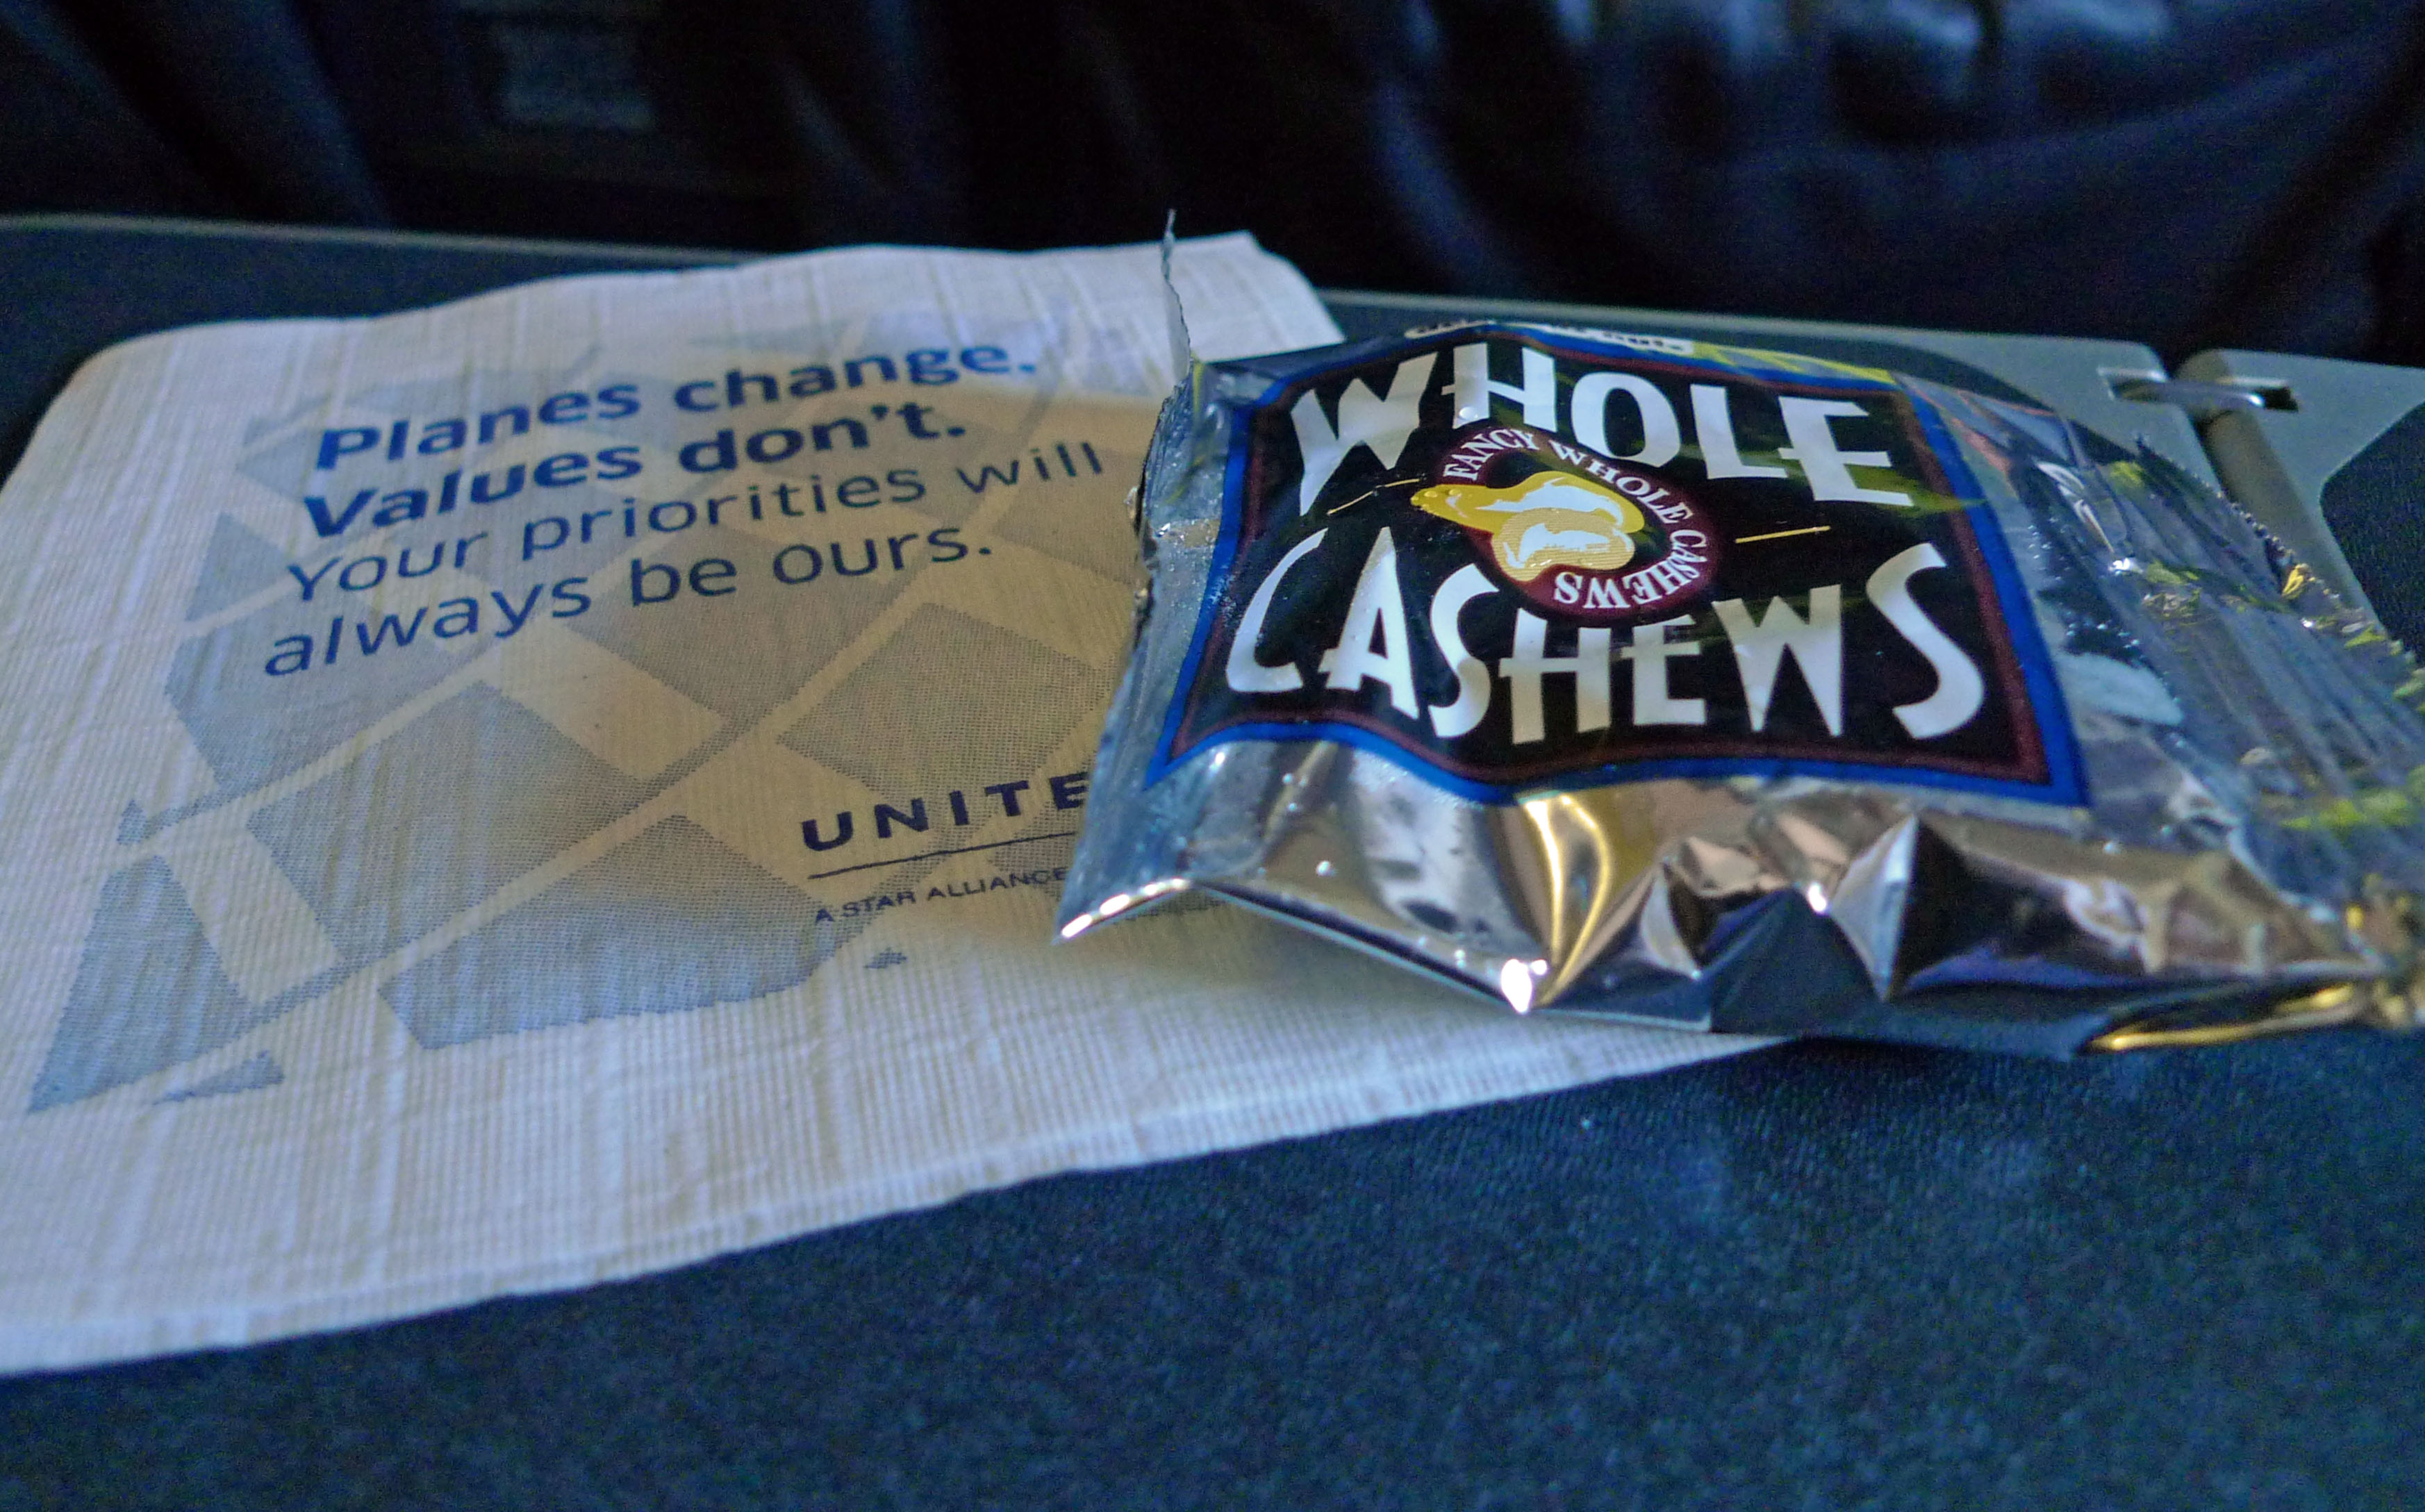 Planes change.
Values don't.
Your priorities will
always be ours.
UNITE
A STAR ALLIANCE
WHOLE
FANCY WHOLE CASHEWS
CASHEWS